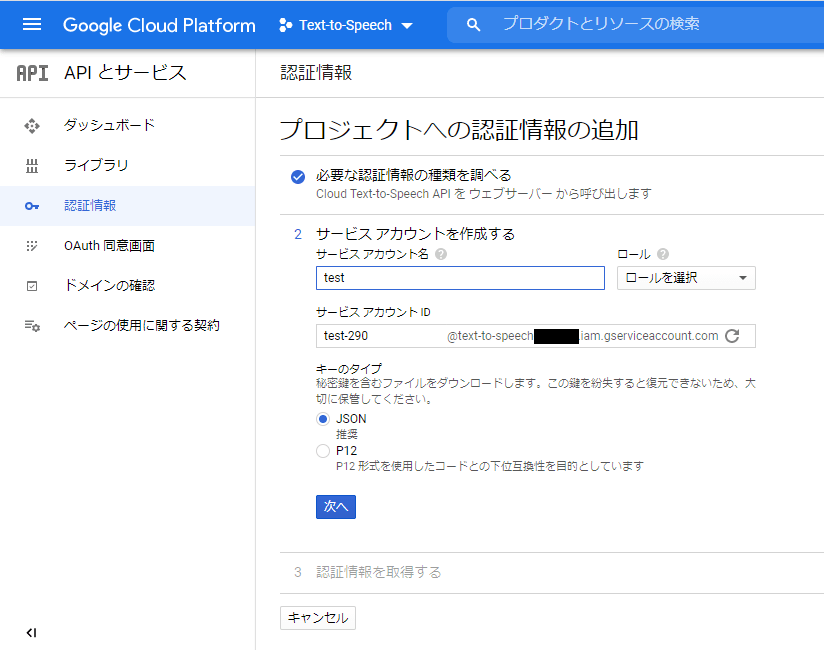 Google Cloud Platform
Text-to-Speech
プロダクトとリソースの検索
API API とサービス
認証情報
ダッシュボード
ライブラリ
認証情報
OAuth 同意画面
ドメインの確認
ページの使用に関する契約
プロジェクトへの認証情報の追加
必要な認証情報の種類を調べる
Cloud Text-to-Speech API を ウェブサーバー から呼び出します
2 サービス アカウントを作成する
サービス アカウント名 ?
ロール ?
test
ロールを選択
サービス アカウント ID
test-290 @text-to-speech .iam.gserviceaccount.com
キーのタイプ
秘密鍵を含むファイルをダウンロードします。この鍵を紛失すると復元できないため、大
切に保管してください。
JSON
推奨
P12
P12 形式を使用したコードとの下位互換性を目的としています
次へ
3 認証情報を取得する
キャンセル